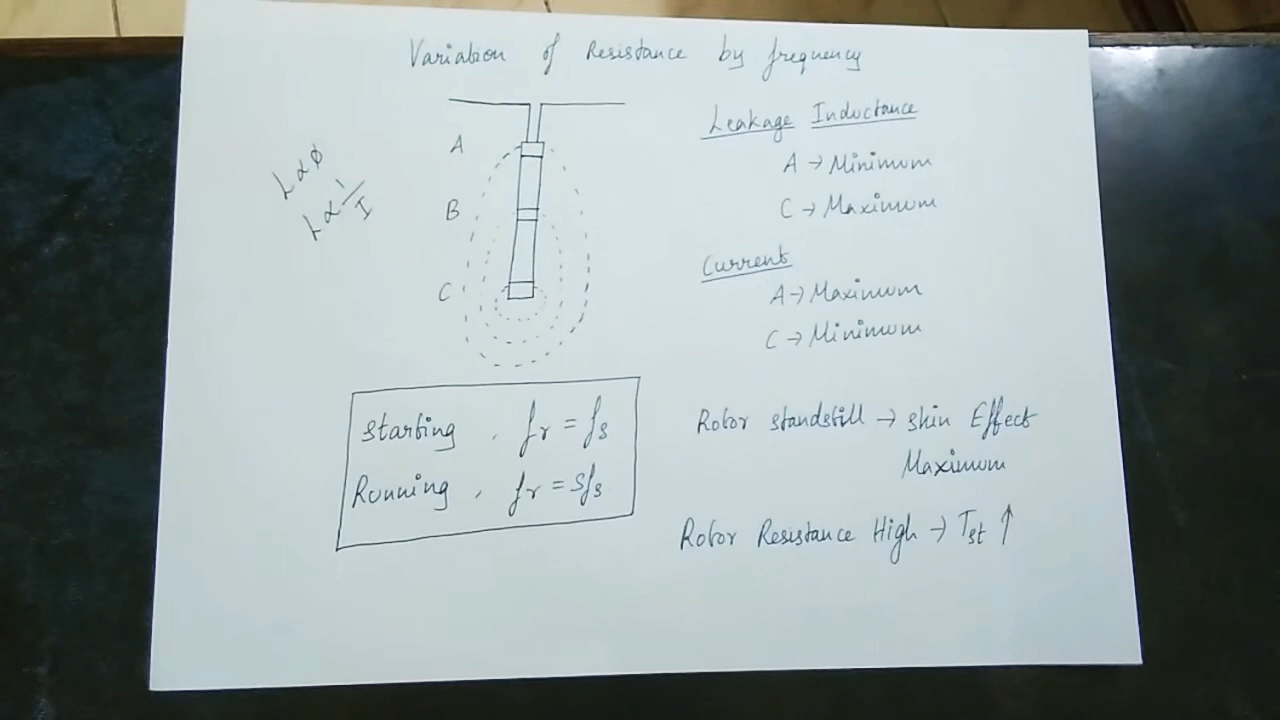 Variation of Resistance by frequency
L α φ
L α 1/I
A
B
C
Leakage Inductance
A → Minimum
C → Maximum
Current
A → Maximum
C → Minimum
Starting , fr = fs
Running , fr = sfs
Rotor standstill → skin Effect
Maximum
Rotor Resistance High → Tst ↑